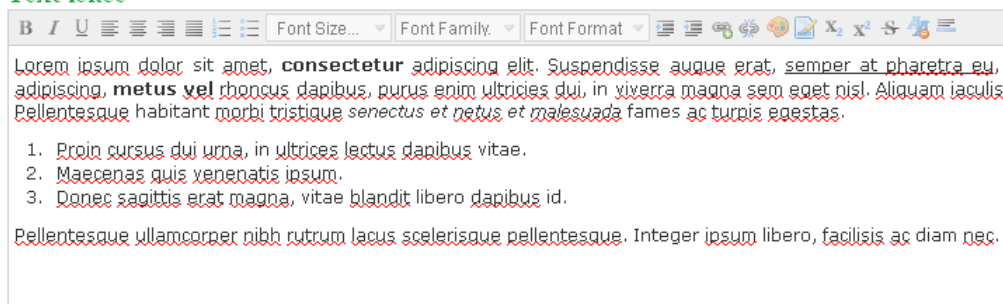 B I U Font Size... Font Family. Font Format X₂ x² S
Lorem ipsum dolor sit amet, consectetur adipiscing elit. Suspendisse augue erat, semper at pharetra eu,
adipiscing, metus vel rhoncus dapibus, purus enim ultricies dui, in viverra magna sem eget nisl. Aliquam iaculis
Pellentesque habitant morbi tristique senectus et netus et malesuada fames ac turpis egestas.
1. Proin cursus dui urna, in ultrices lectus dapibus vitae.
2. Maecenas quis venenatis ipsum.
3. Donec sagittis erat magna, vitae blandit libero dapibus id.
Pellentesque ullamcorper nibh rutrum lacus scelerisque pellentesque. Integer ipsum libero, facilisis ac diam nec.